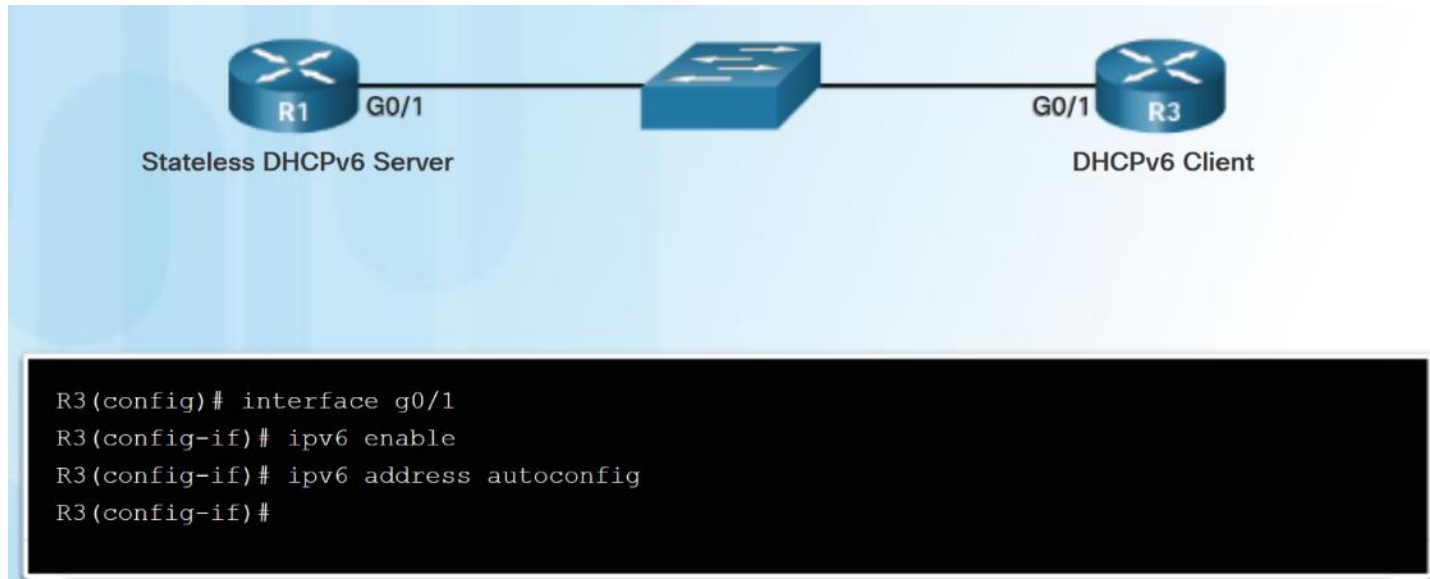 R1 G0/1
G0/1 R3
Stateless DHCPv6 Server
DHCPv6 Client
R3(config)# interface g0/1
R3(config-if)# ipv6 enable
R3(config-if)# ipv6 address autoconfig
R3(config-if)#